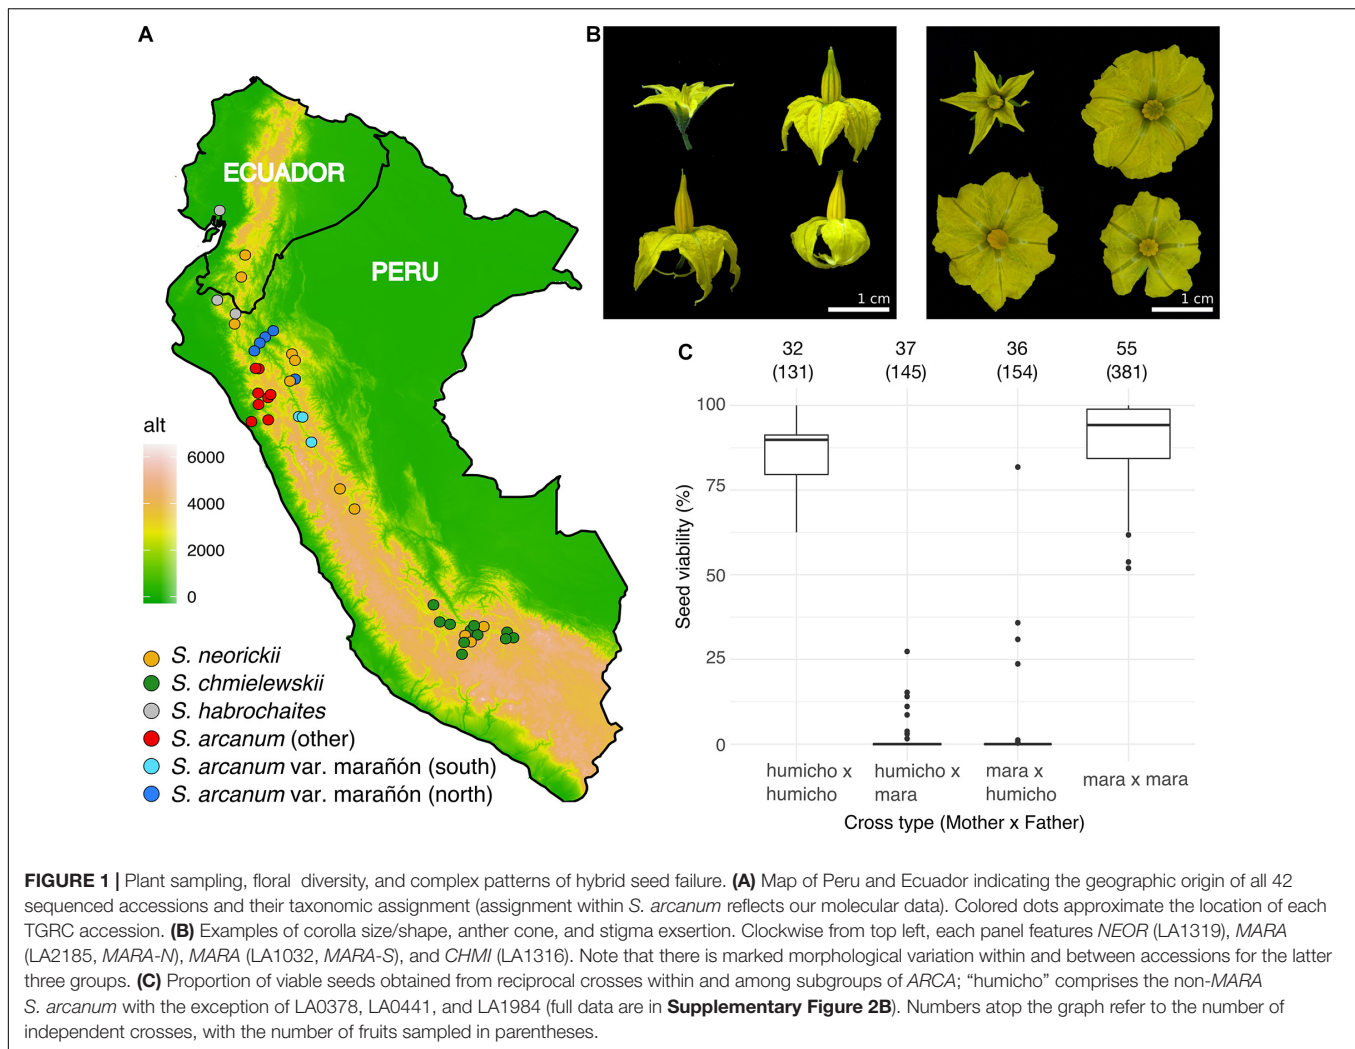 A
ECUADOR
PERU
alt
6000
4000
2000
0
S. neorickii
S. chmielewskii
S. habrochaites
S. arcanum (other)
S. arcanum var. marañón (south)
S. arcanum var. marañón (north)
B
1 cm
1 cm
C
32
(131)
37
(145)
36
(154)
55
(381)
100
75
50
25
0
Seed viability (%)
humicho x
humicho
humicho x
mara
mara x
humicho
mara x mara
Cross type (Mother x Father)
FIGURE 1 | Plant sampling, floral diversity, and complex patterns of hybrid seed failure. (A) Map of Peru and Ecuador indicating the geographic origin of all 42
sequenced accessions and their taxonomic assignment (assignment within S. arcanum reflects our molecular data). Colored dots approximate the location of each
TGRC accession. (B) Examples of corolla size/shape, anther cone, and stigma exsertion. Clockwise from top left, each panel features NEOR (LA1319), MARA
(LA2185, MARA-N), MARA (LA1032, MARA-S), and CHMI (LA1316). Note that there is marked morphological variation within and between accessions for the latter
three groups. (C) Proportion of viable seeds obtained from reciprocal crosses within and among subgroups of ARCA; “humicho” comprises the non-MARA
S. arcanum with the exception of LA0378, LA0441, and LA1984 (full data are in Supplementary Figure 2B). Numbers atop the graph refer to the number of
independent crosses, with the number of fruits sampled in parentheses.